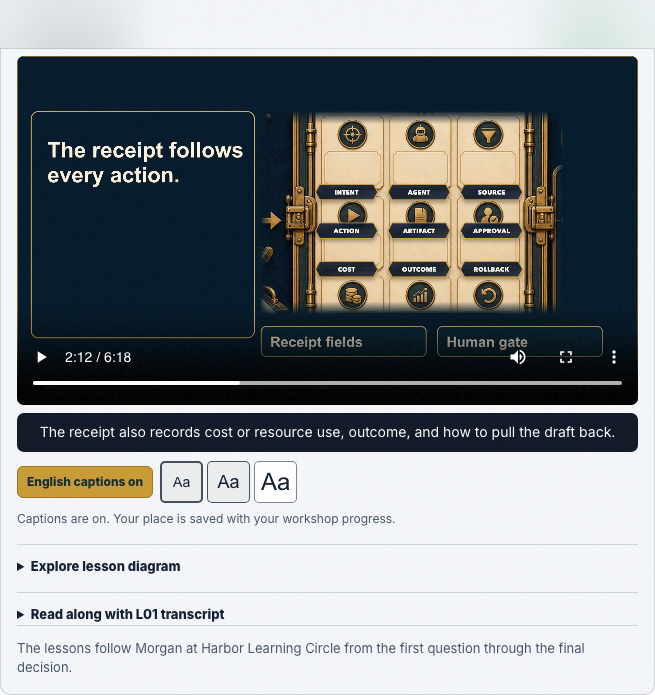 The receipt follows
every action.
INTENT AGENT SOURCE
ACTION ARTIFACT APPROVAL
COST OUTCOME ROLLBACK
Receipt fields Human gate
2:12 / 6:18
The receipt also records cost or resource use, outcome, and how to pull the draft back.
English captions on Aa Aa Aa
Captions are on. Your place is saved with your workshop progress.
Explore lesson diagram
Read along with L01 transcript
The lessons follow Morgan at Harbor Learning Circle from the first question through the final
decision.